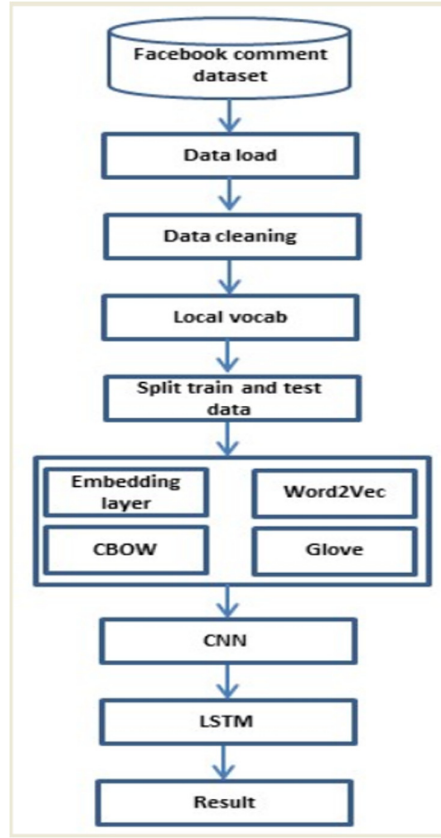 Facebook comment
dataset
Data load
Data cleaning
Local vocab
Split train and test
data
Embedding
layer
Word2Vec
CBOW
Glove
CNN
LSTM
Result